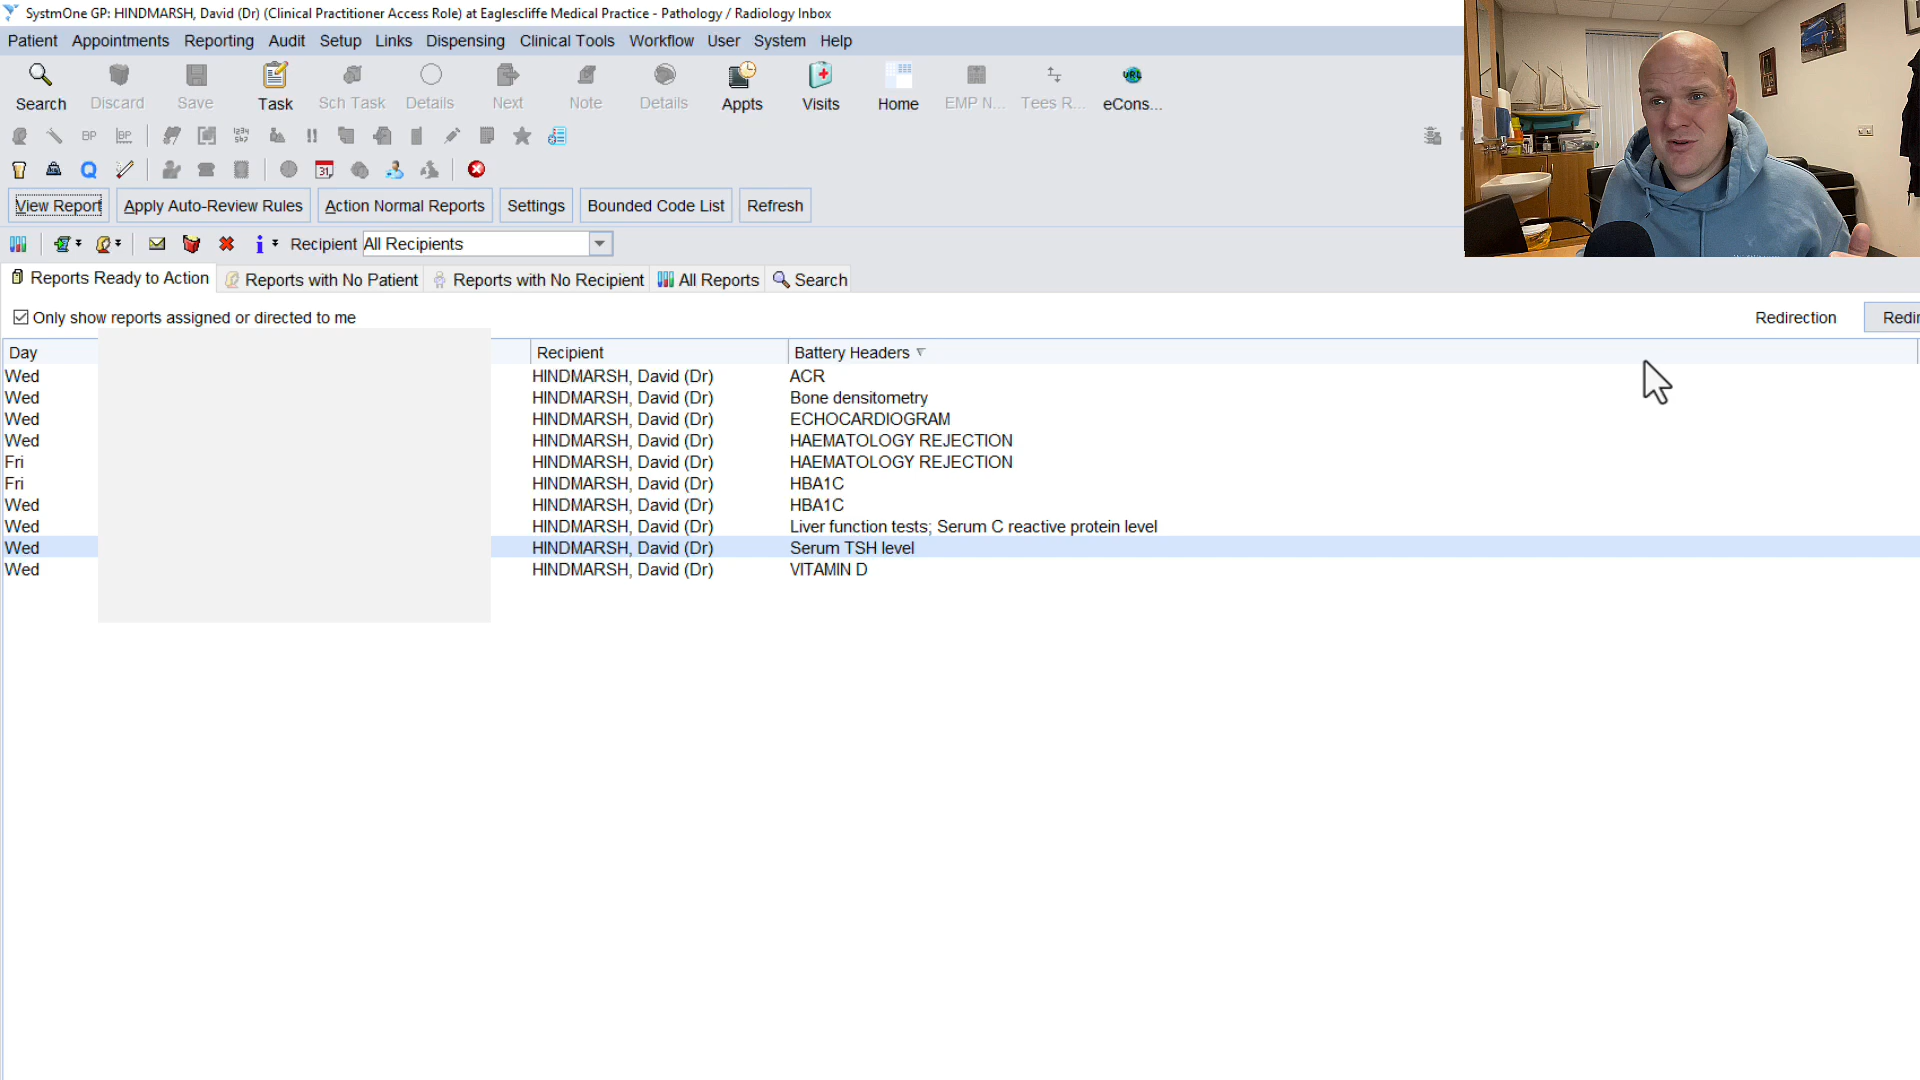 SystmOne GP: HINDMARSH, David (Dr) (Clinical Practitioner Access Role) at Eaglescliffe Medical Practice - Pathology / Radiology Inbox
Patient Appointments Reporting Audit Setup Links Dispensing Clinical Tools Workflow User System Help
Search Discard Save Task Sch Task Details Next Note Details Appts Visits Home EMP N... Tees R... eCons...
View Report Apply Auto-Review Rules Action Normal Reports Settings Bounded Code List Refresh
Recipient All Recipients
Reports Ready to Action Reports with No Patient Reports with No Recipient All Reports Search
Only show reports assigned or directed to me Redirection
Day Recipient Battery Headers
Wed HINDMARSH, David (Dr) ACR
Wed HINDMARSH, David (Dr) Bone densitometry
Wed HINDMARSH, David (Dr) ECHOCARDIOGRAM
Wed HINDMARSH, David (Dr) HAEMATOLOGY REJECTION
Fri HINDMARSH, David (Dr) HAEMATOLOGY REJECTION
Fri HINDMARSH, David (Dr) HBA1C
Wed HINDMARSH, David (Dr) HBA1C
Wed HINDMARSH, David (Dr) Liver function tests; Serum C reactive protein level
Wed HINDMARSH, David (Dr) Serum TSH level
Wed HINDMARSH, David (Dr) VITAMIN D